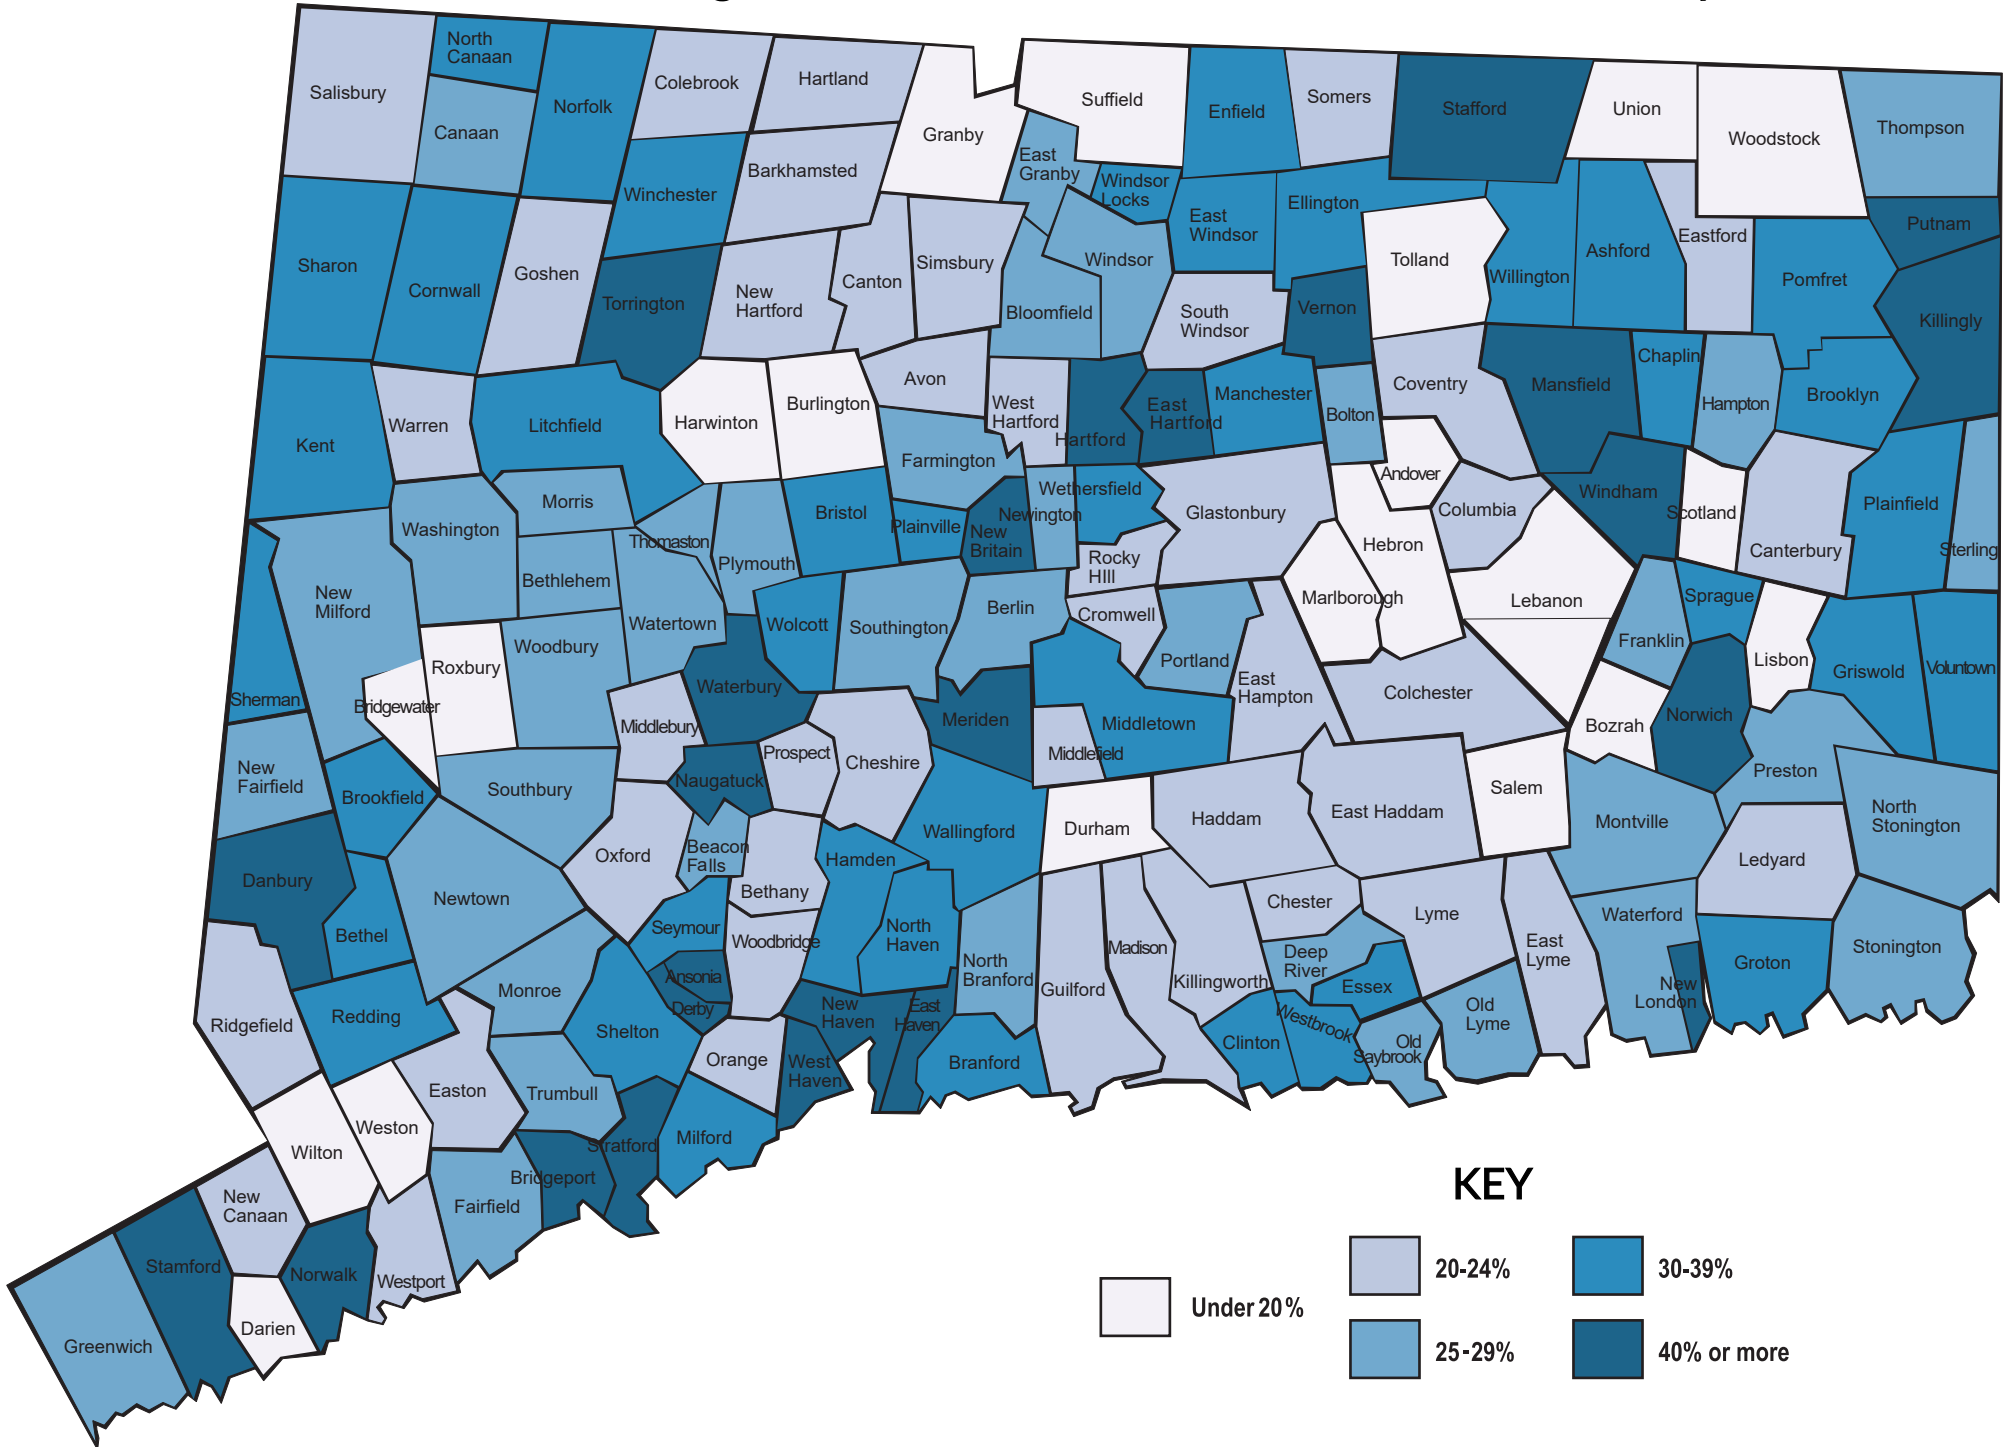 North
Canaan
Salisbury
Canaan
Norfolk
Colebrook
Hartland
Granby
Suffield
Enfield
Somers
Stafford
Union
Woodstock
Thompson
Winchester
Barkhamsted
East
Granby
Windsor
Locks
East
Windsor
Ellington
Tolland
Willington
Ashford
Eastford
Pomfret
Putnam
Killingly
Sharon
Cornwall
Goshen
Torrington
New
Hartford
Canton
Simsbury
Bloomfield
Windsor
South
Windsor
Vernon
Kent
Warren
Litchfield
Harwinton
Burlington
Avon
West
Hartford
Hartford
East
Hartford
Manchester
Bolton
Coventry
Mansfield
Chaplin
Hampton
Brooklyn
Washington
Morris
Thomaston
Plymouth
Bristol
Farmington
Plainville
New
Britain
Newington
Wethersfield
Rocky
HIll
Glastonbury
Andover
Columbia
Hebron
Windham
Scotland
Canterbury
Plainfield
Sterling
New
Milford
Bethlehem
Watertown
Wolcott
Southington
Berlin
Cromwell
Portland
Marlborough
Lebanon
Franklin
Sprague
Lisbon
Griswold
Voluntown
Sherman
Bridgewater
Roxbury
Woodbury
Middlebury
Waterbury
Meriden
Middletown
Middlefield
East
Hampton
Colchester
Bozrah
Norwich
Preston
New
Fairfield
Brookfield
Southbury
Naugatuck
Prospect
Cheshire
Wallingford
Durham
Haddam
East Haddam
Salem
Montville
Ledyard
North
Stonington
Danbury
Bethel
Newtown
Oxford
Beacon
Falls
Bethany
Hamden
North
Haven
Seymour
Woodbridge
Ansonia
Derby
North
Branford
Guilford
Madison
Killingworth
Chester
Deep
River
Essex
Lyme
East
Lyme
Waterford
New
London
Groton
Stonington
Ridgefield
Redding
Monroe
Shelton
Orange
New
Haven
East
Haven
West
Haven
Branford
Clinton
Westbrook
Old
Saybrook
Old
Lyme
Wilton
Weston
Easton
Trumbull
Stratford
Milford
Bridgeport
Fairfield
New
Canaan
Stamford
Norwalk
Westport
Darien
Greenwich
KEY
Under 20%
20-24%
25-29%
30-39%
40% or more